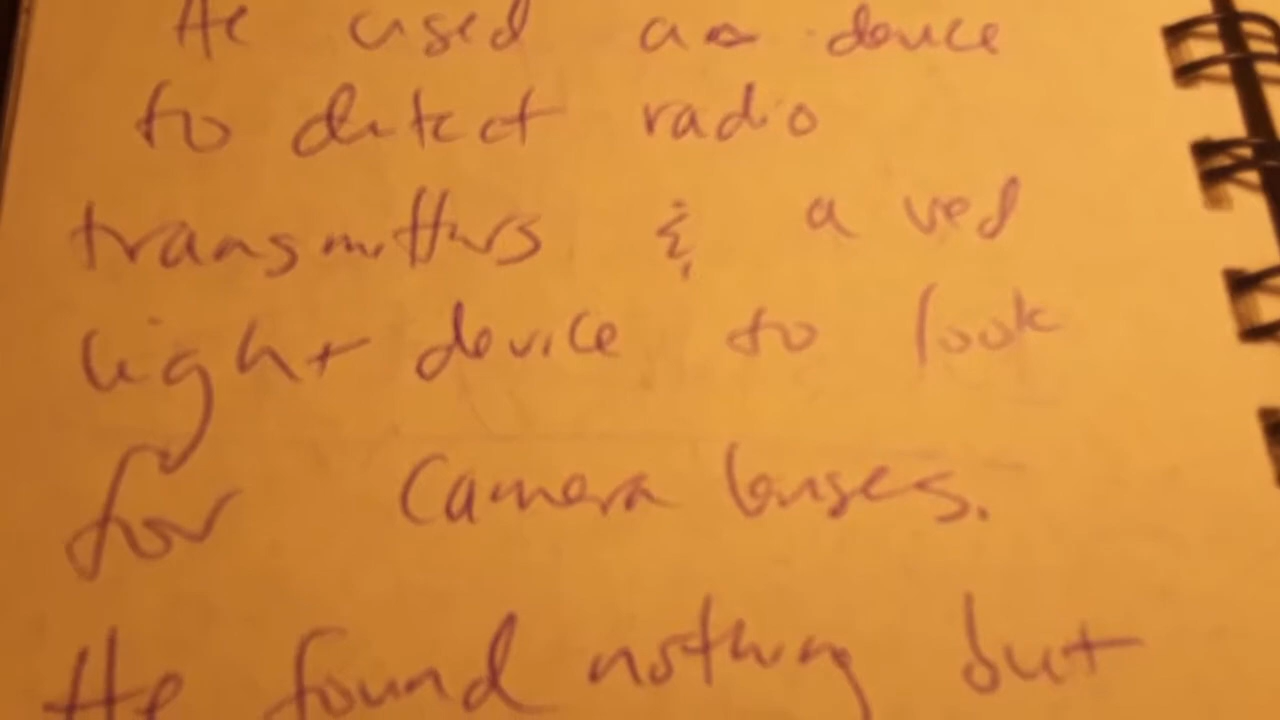 He used a device
to detect radio
transmitters & a red
light device to look
for Camera lenses.
He found nothing but